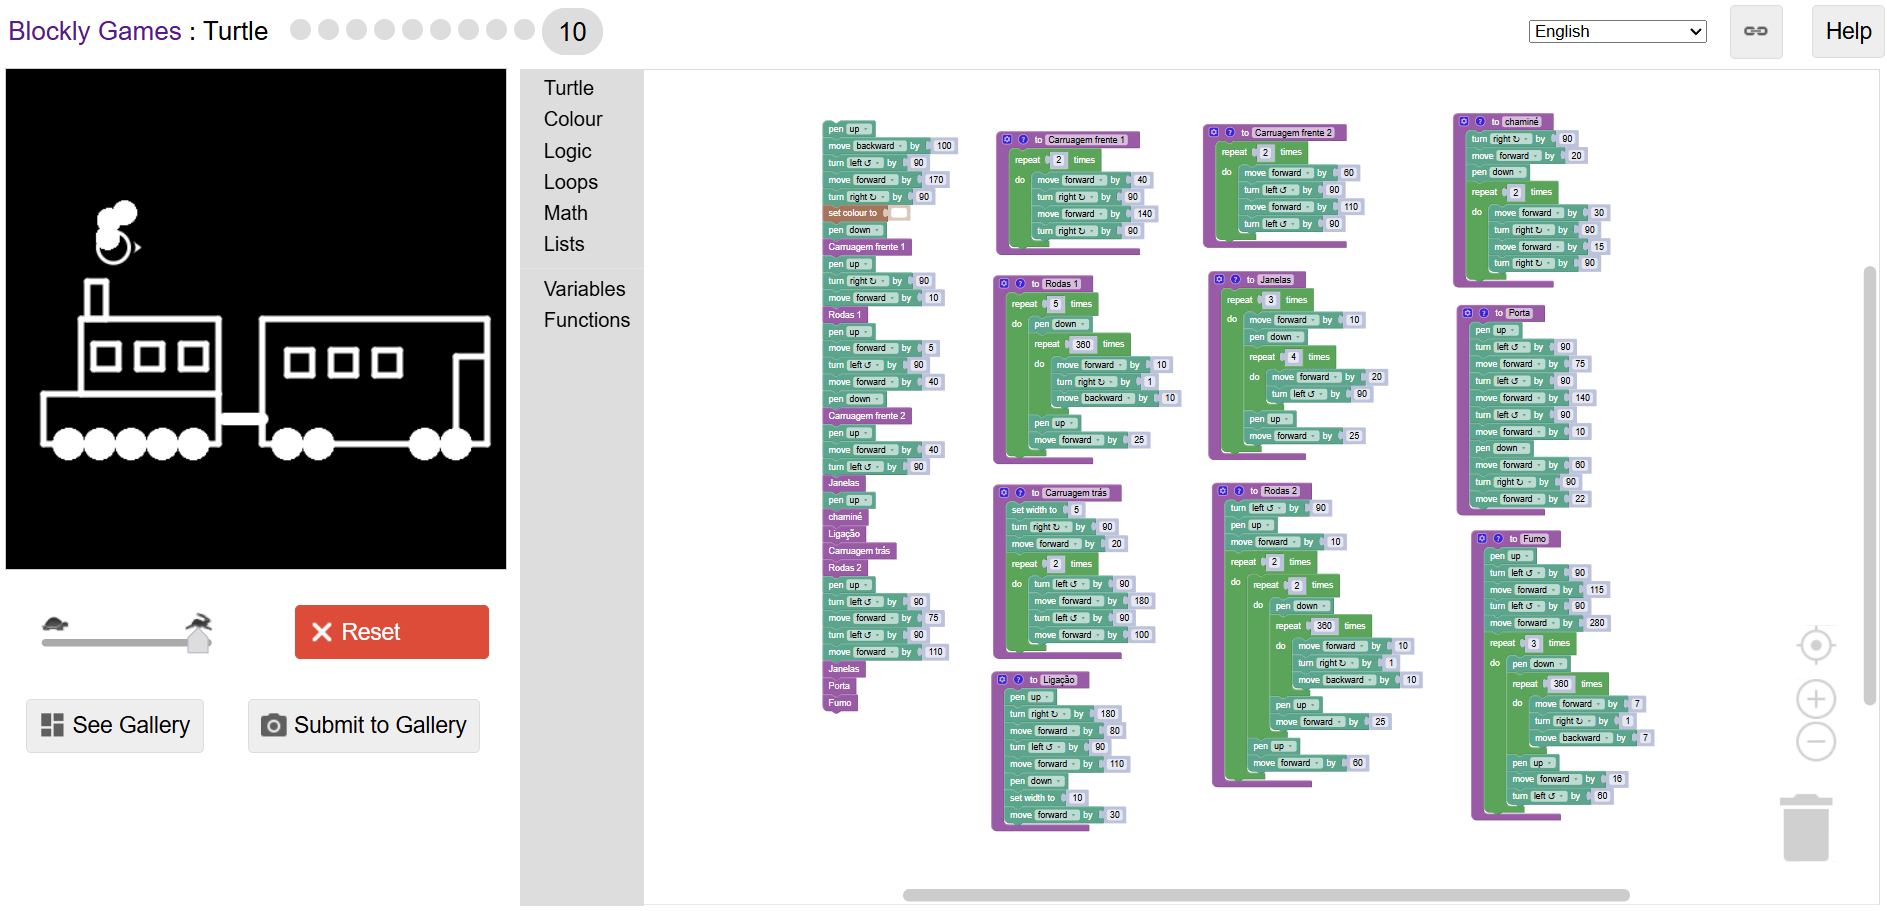 Blockly Games : Turtle 10
English
Help
Turtle
Colour
Logic
Loops
Math
Lists
Variables
Functions
Reset
See Gallery
Submit to Gallery
pen up
move backward by 100
turn left ↺ by 90
move forward by 170
turn right ↻ by 90
set colour to
pen down
Carruagem frente 1
pen up
turn right ↻ by 90
move forward by 10
Rodas 1
pen up
move forward by 5
turn left ↺ by 90
move forward by 40
pen down
Carruagem frente 2
pen up
move forward by 40
turn left ↺ by 90
Janelas
pen up
chaminé
Ligação
Carruagem trás
Rodas 2
pen up
turn left ↺ by 90
move forward by 75
turn left ↺ by 90
move forward by 110
Janelas
Porta
Fumo
to Carruagem frente 1
repeat 2 times
do move forward by 40
turn right ↻ by 90
move forward by 140
turn right ↻ by 90
to Rodas 1
repeat 5 times
do pen down
repeat 360 times
do move forward by 10
turn right ↻ by 1
move backward by 10
pen up
move forward by 25
to Carruagem trás
set width to 5
turn right ↻ by 90
move forward by 20
repeat 2 times
do turn left ↺ by 90
move forward by 180
turn left ↺ by 90
move forward by 100
to Ligação
pen up
turn right ↻ by 180
move forward by 80
turn left ↺ by 90
move forward by 110
pen down
set width to 10
move forward by 30
to Carruagem frente 2
repeat 2 times
do move forward by 60
turn left ↺ by 90
move forward by 110
turn left ↺ by 90
to Janelas
repeat 3 times
do move forward by 10
pen down
repeat 4 times
do move forward by 20
turn left ↺ by 90
pen up
move forward by 25
to Rodas 2
turn left ↺ by 90
pen up
move forward by 10
repeat 2 times
do repeat 2 times
do pen down
repeat 360 times
do move forward by 10
turn right ↻ by 1
move backward by 10
pen up
move forward by 25
pen up
move forward by 60
to chaminé
turn right ↻ by 90
move forward by 20
pen down
repeat 2 times
do move forward by 30
turn right ↻ by 90
move forward by 15
turn right ↻ by 90
to Porta
pen up
turn left ↺ by 90
move forward by 75
turn left ↺ by 90
move forward by 140
turn left ↺ by 90
move forward by 10
pen down
move forward by 60
turn right ↻ by 90
move forward by 22
to Fumo
pen up
turn left ↺ by 90
move forward by 115
turn left ↺ by 90
move forward by 280
repeat 3 times
do pen down
repeat 360 times
do move forward by 7
turn right ↻ by 1
move backward by 7
pen up
move forward by 16
turn left ↺ by 60